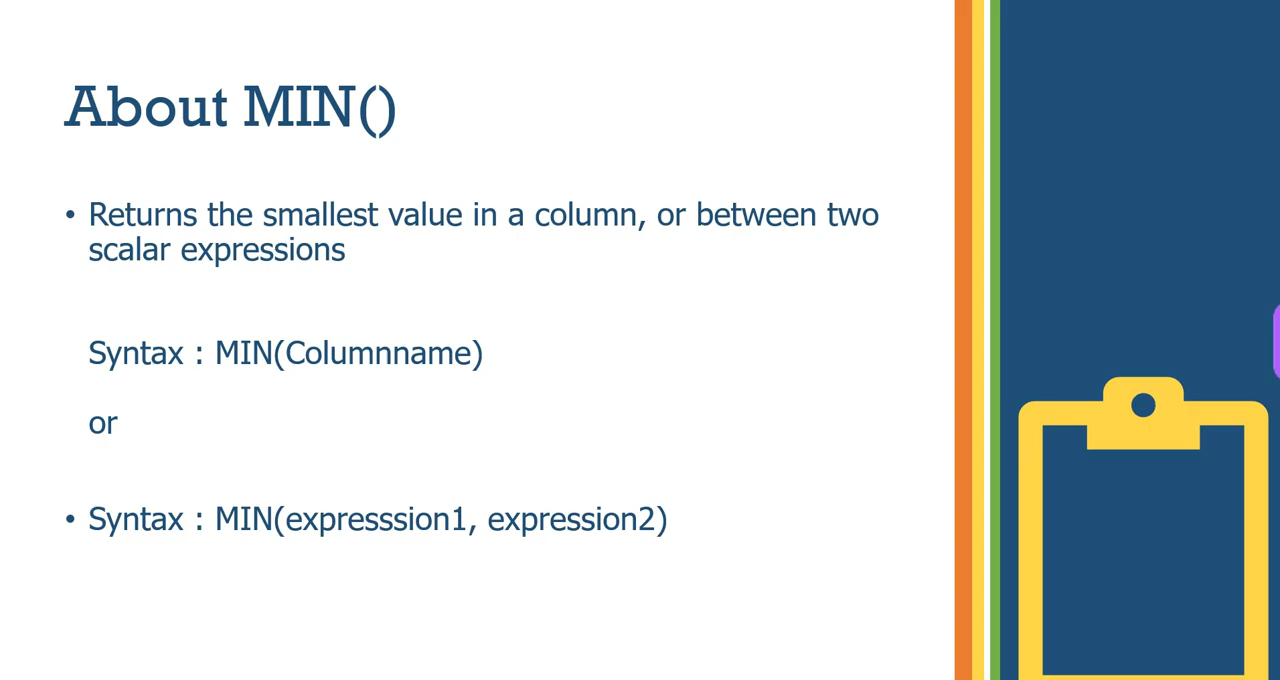 About MIN()
• Returns the smallest value in a column, or between two
scalar expressions
Syntax : MIN(Columnname)
or
• Syntax : MIN(expresssion1, expression2)